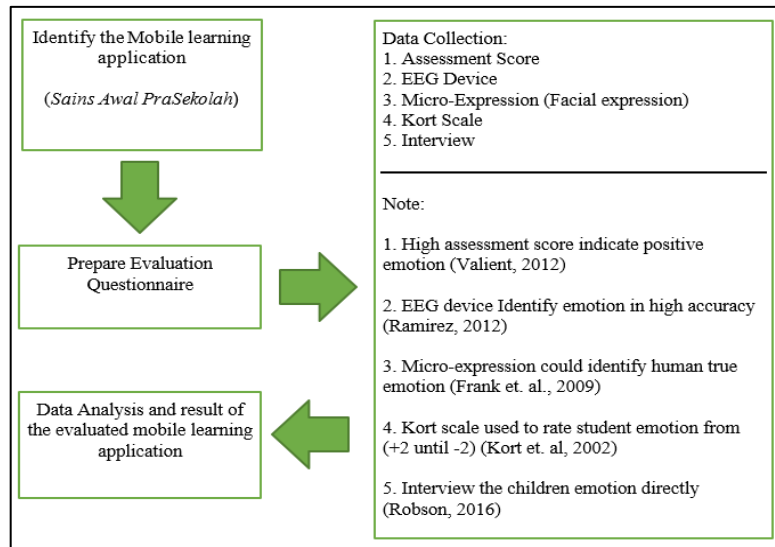 Identify the Mobile learning
application
(Sains Awal PraSekolah)
Prepare Evaluation
Questionnaire
Data Collection:
1. Assessment Score
2. EEG Device
3. Micro-Expression (Facial expression)
4. Kort Scale
5. Interview
Note:
1. High assessment score indicate positive
emotion (Valient, 2012)
2. EEG device Identify emotion in high accuracy
(Ramirez, 2012)
3. Micro-expression could identify human true
emotion (Frank et. al., 2009)
4. Kort scale used to rate student emotion from
(+2 until -2) (Kort et. al, 2002)
5. Interview the children emotion directly
(Robson, 2016)
Data Analysis and result of
the evaluated mobile learning
application